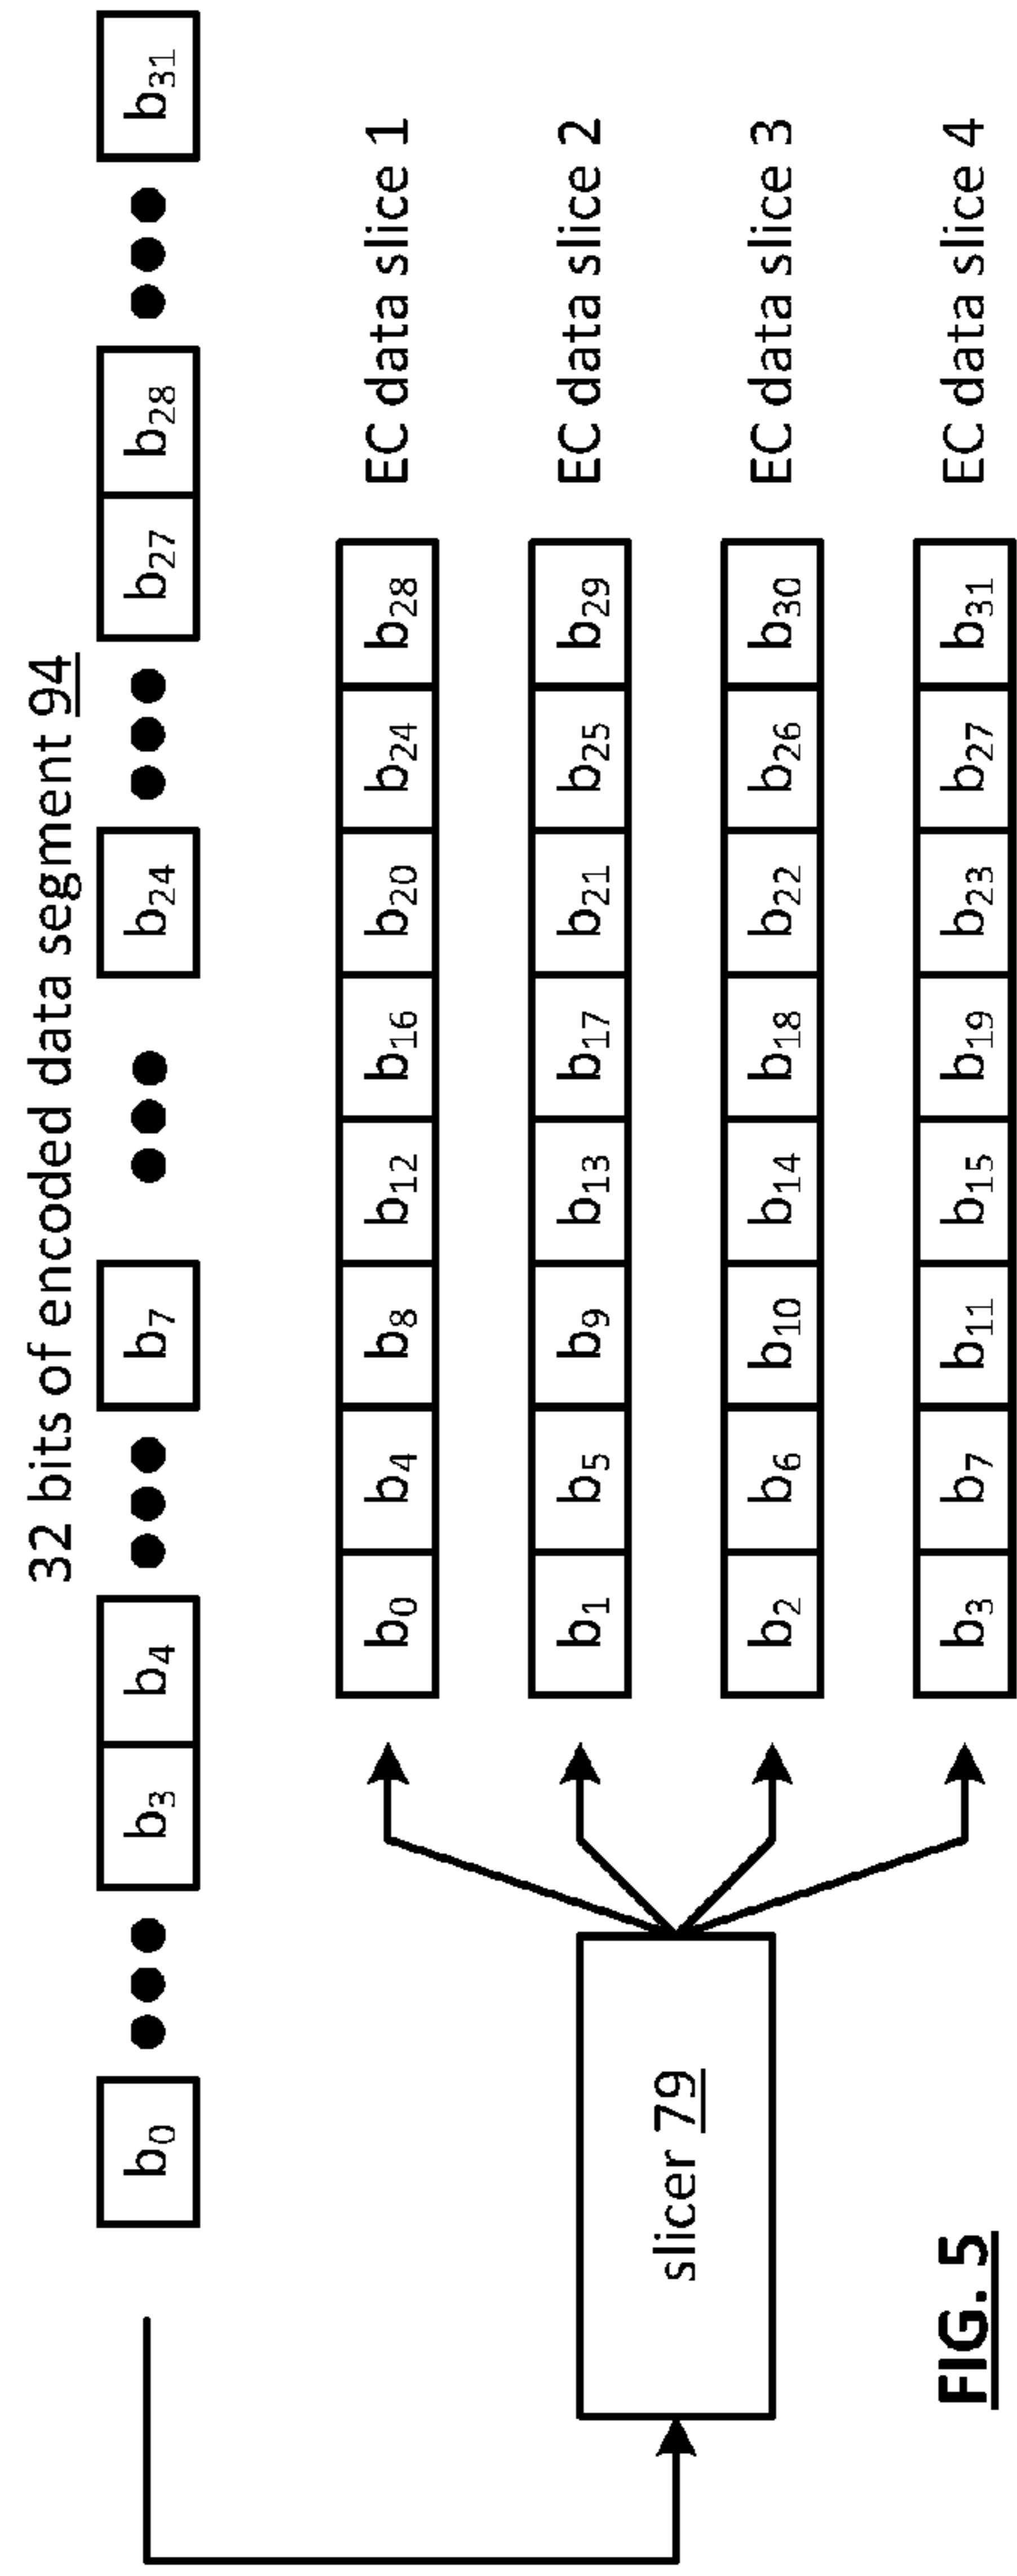 32 bits of encoded data segment 94
b0 ●●● b3 b4 ●●● b7 ●●● b24 ●●● b27 b28 ●●● b31
b0 b4 b8 b12 b16 b20 b24 b28 EC data slice 1
b1 b5 b9 b13 b17 b21 b25 b29 EC data slice 2
slicer 79
b2 b6 b10 b14 b18 b22 b26 b30 EC data slice 3
b3 b7 b11 b15 b19 b23 b27 b31 EC data slice 4
FIG. 5